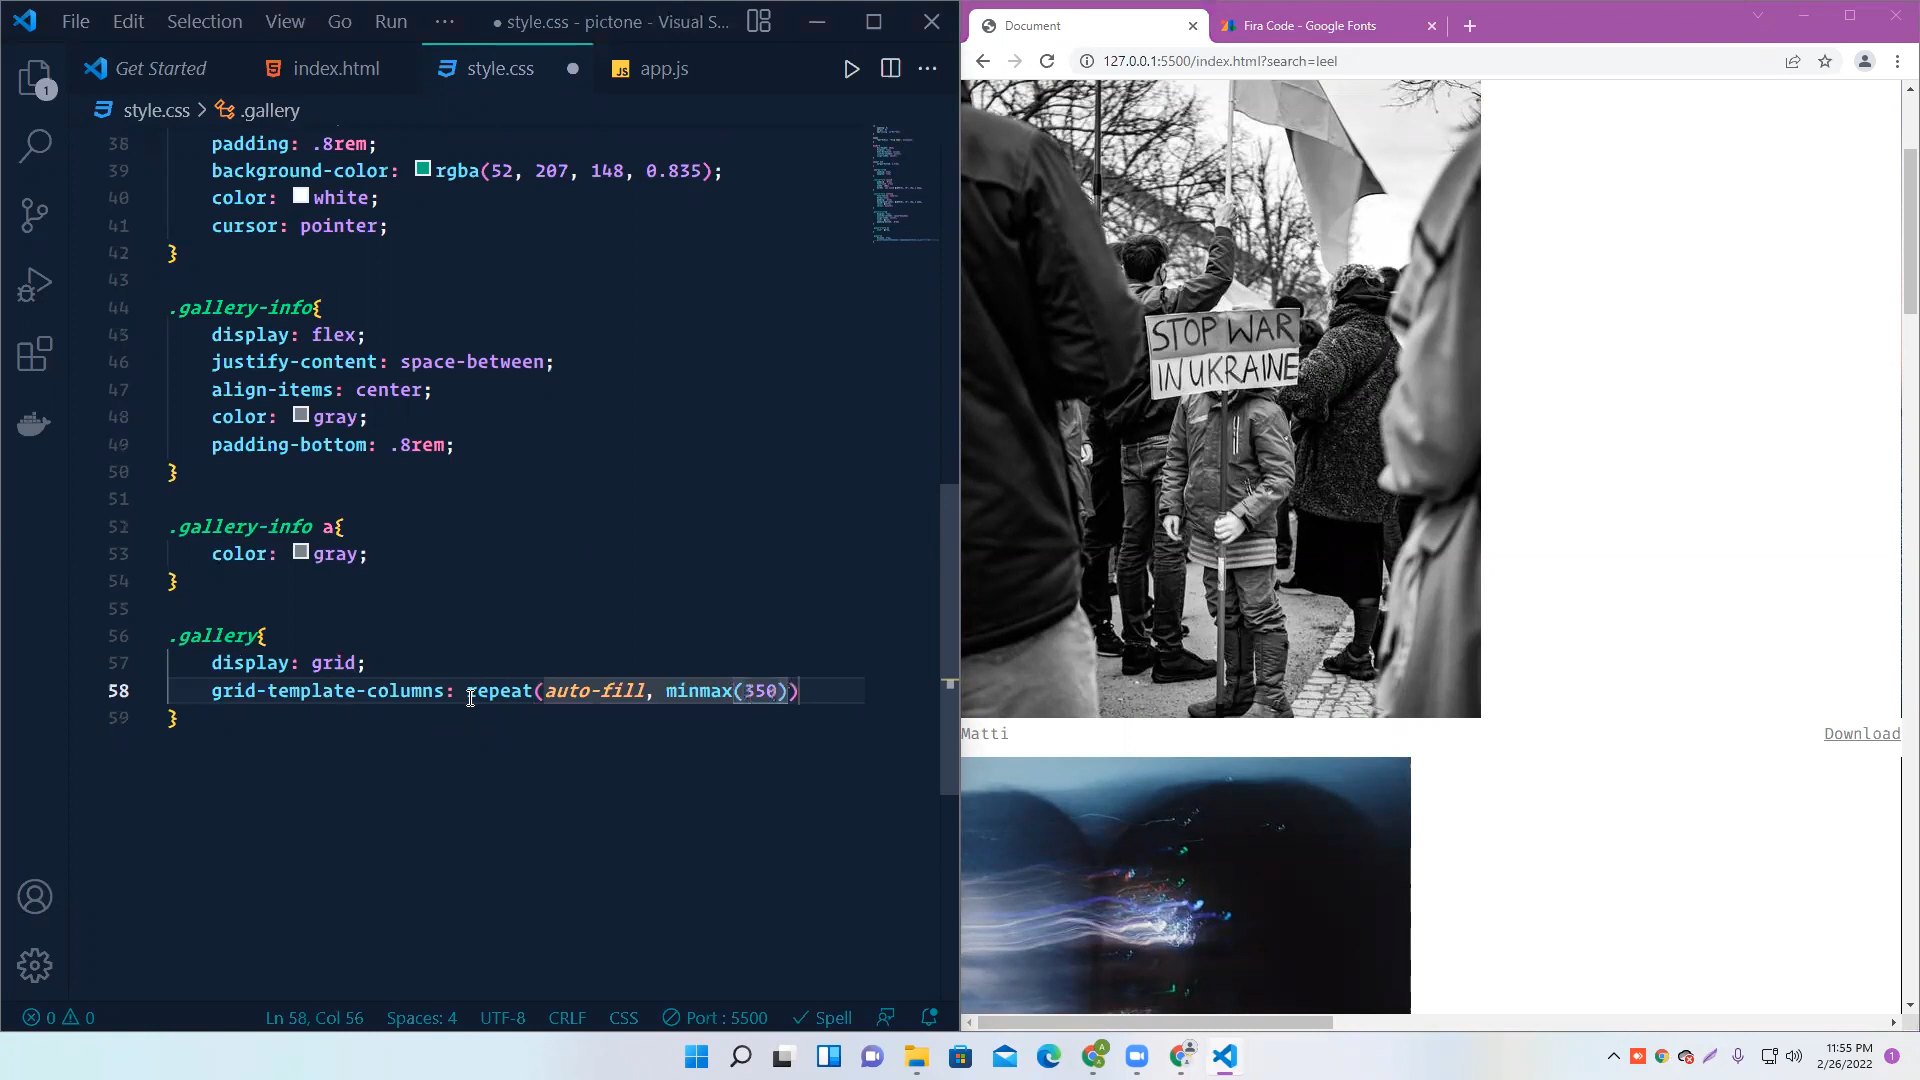 File Edit Selection View Go Run ··· ● style.css - pictone - Visual S...
Get Started index.html style.css ● app.js
style.css > .gallery
38 padding: .8rem;
39 background-color: rgba(52, 207, 148, 0.835);
40 color: white;
41 cursor: pointer;
42 }
43
44 .gallery-info{
45 display: flex;
46 justify-content: space-between;
47 align-items: center;
48 color: gray;
49 padding-bottom: .8rem;
50 }
51
52 .gallery-info a{
53 color: gray;
54 }
55
56 .gallery{
57 display: grid;
58 grid-template-columns: repeat(auto-fill, minmax(350))
59 }
1
0 0 Ln 58, Col 56 Spaces: 4 UTF-8 CRLF CSS Port : 5500 Spell
Document Fira Code - Google Fonts
127.0.0.1:5500/index.html?search=leel
STOP WAR
IN UKRAINE
Matti Download
11:55 PM
2/26/2022
1